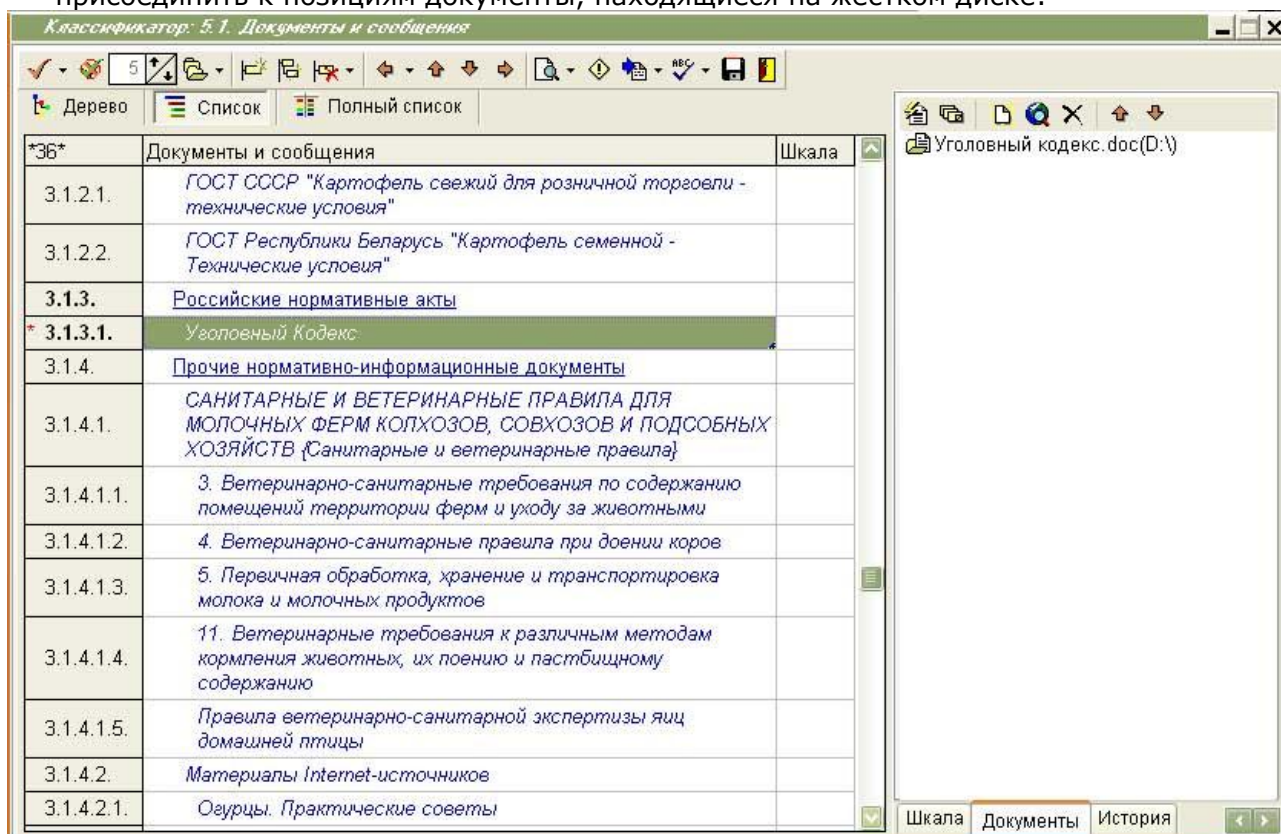 присоединить к позициям документы, находящиеся на жестком диске.
Классификатор: 5.1. Документы и сообщения
5
Дерево
Список
Полный список
*36*
Документы и сообщения
Шкала
3.1.2.1.
ГОСТ СССР "Картофель свежий для розничной торговли -
технические условия"
3.1.2.2.
ГОСТ Республики Беларусь "Картофель семенной -
Технические условия"
3.1.3.
Российские нормативные акты
* 3.1.3.1.
Уголовный Кодекс
3.1.4.
Прочие нормативно-информационные документы
3.1.4.1.
САНИТАРНЫЕ И ВЕТЕРИНАРНЫЕ ПРАВИЛА ДЛЯ
МОЛОЧНЫХ ФЕРМ КОЛХОЗОВ, СОВХОЗОВ И ПОДСОБНЫХ
ХОЗЯЙСТВ {Санитарные и ветеринарные правила}
3.1.4.1.1.
3. Ветеринарно-санитарные требования по содержанию
помещений территории ферм и уходу за животными
3.1.4.1.2.
4. Ветеринарно-санитарные правила при доении коров
3.1.4.1.3.
5. Первичная обработка, хранение и транспортировка
молока и молочных продуктов
3.1.4.1.4.
11. Ветеринарные требования к различным методам
кормления животных, их поению и пастбищному
содержанию
3.1.4.1.5.
Правила ветеринарно-санитарной экспертизы яиц
домашней птицы
3.1.4.2.
Материалы Internet-источников
3.1.4.2.1.
Огурцы. Практические советы
Уголовный кодекс.doc(D:\)
Шкала
Документы
История